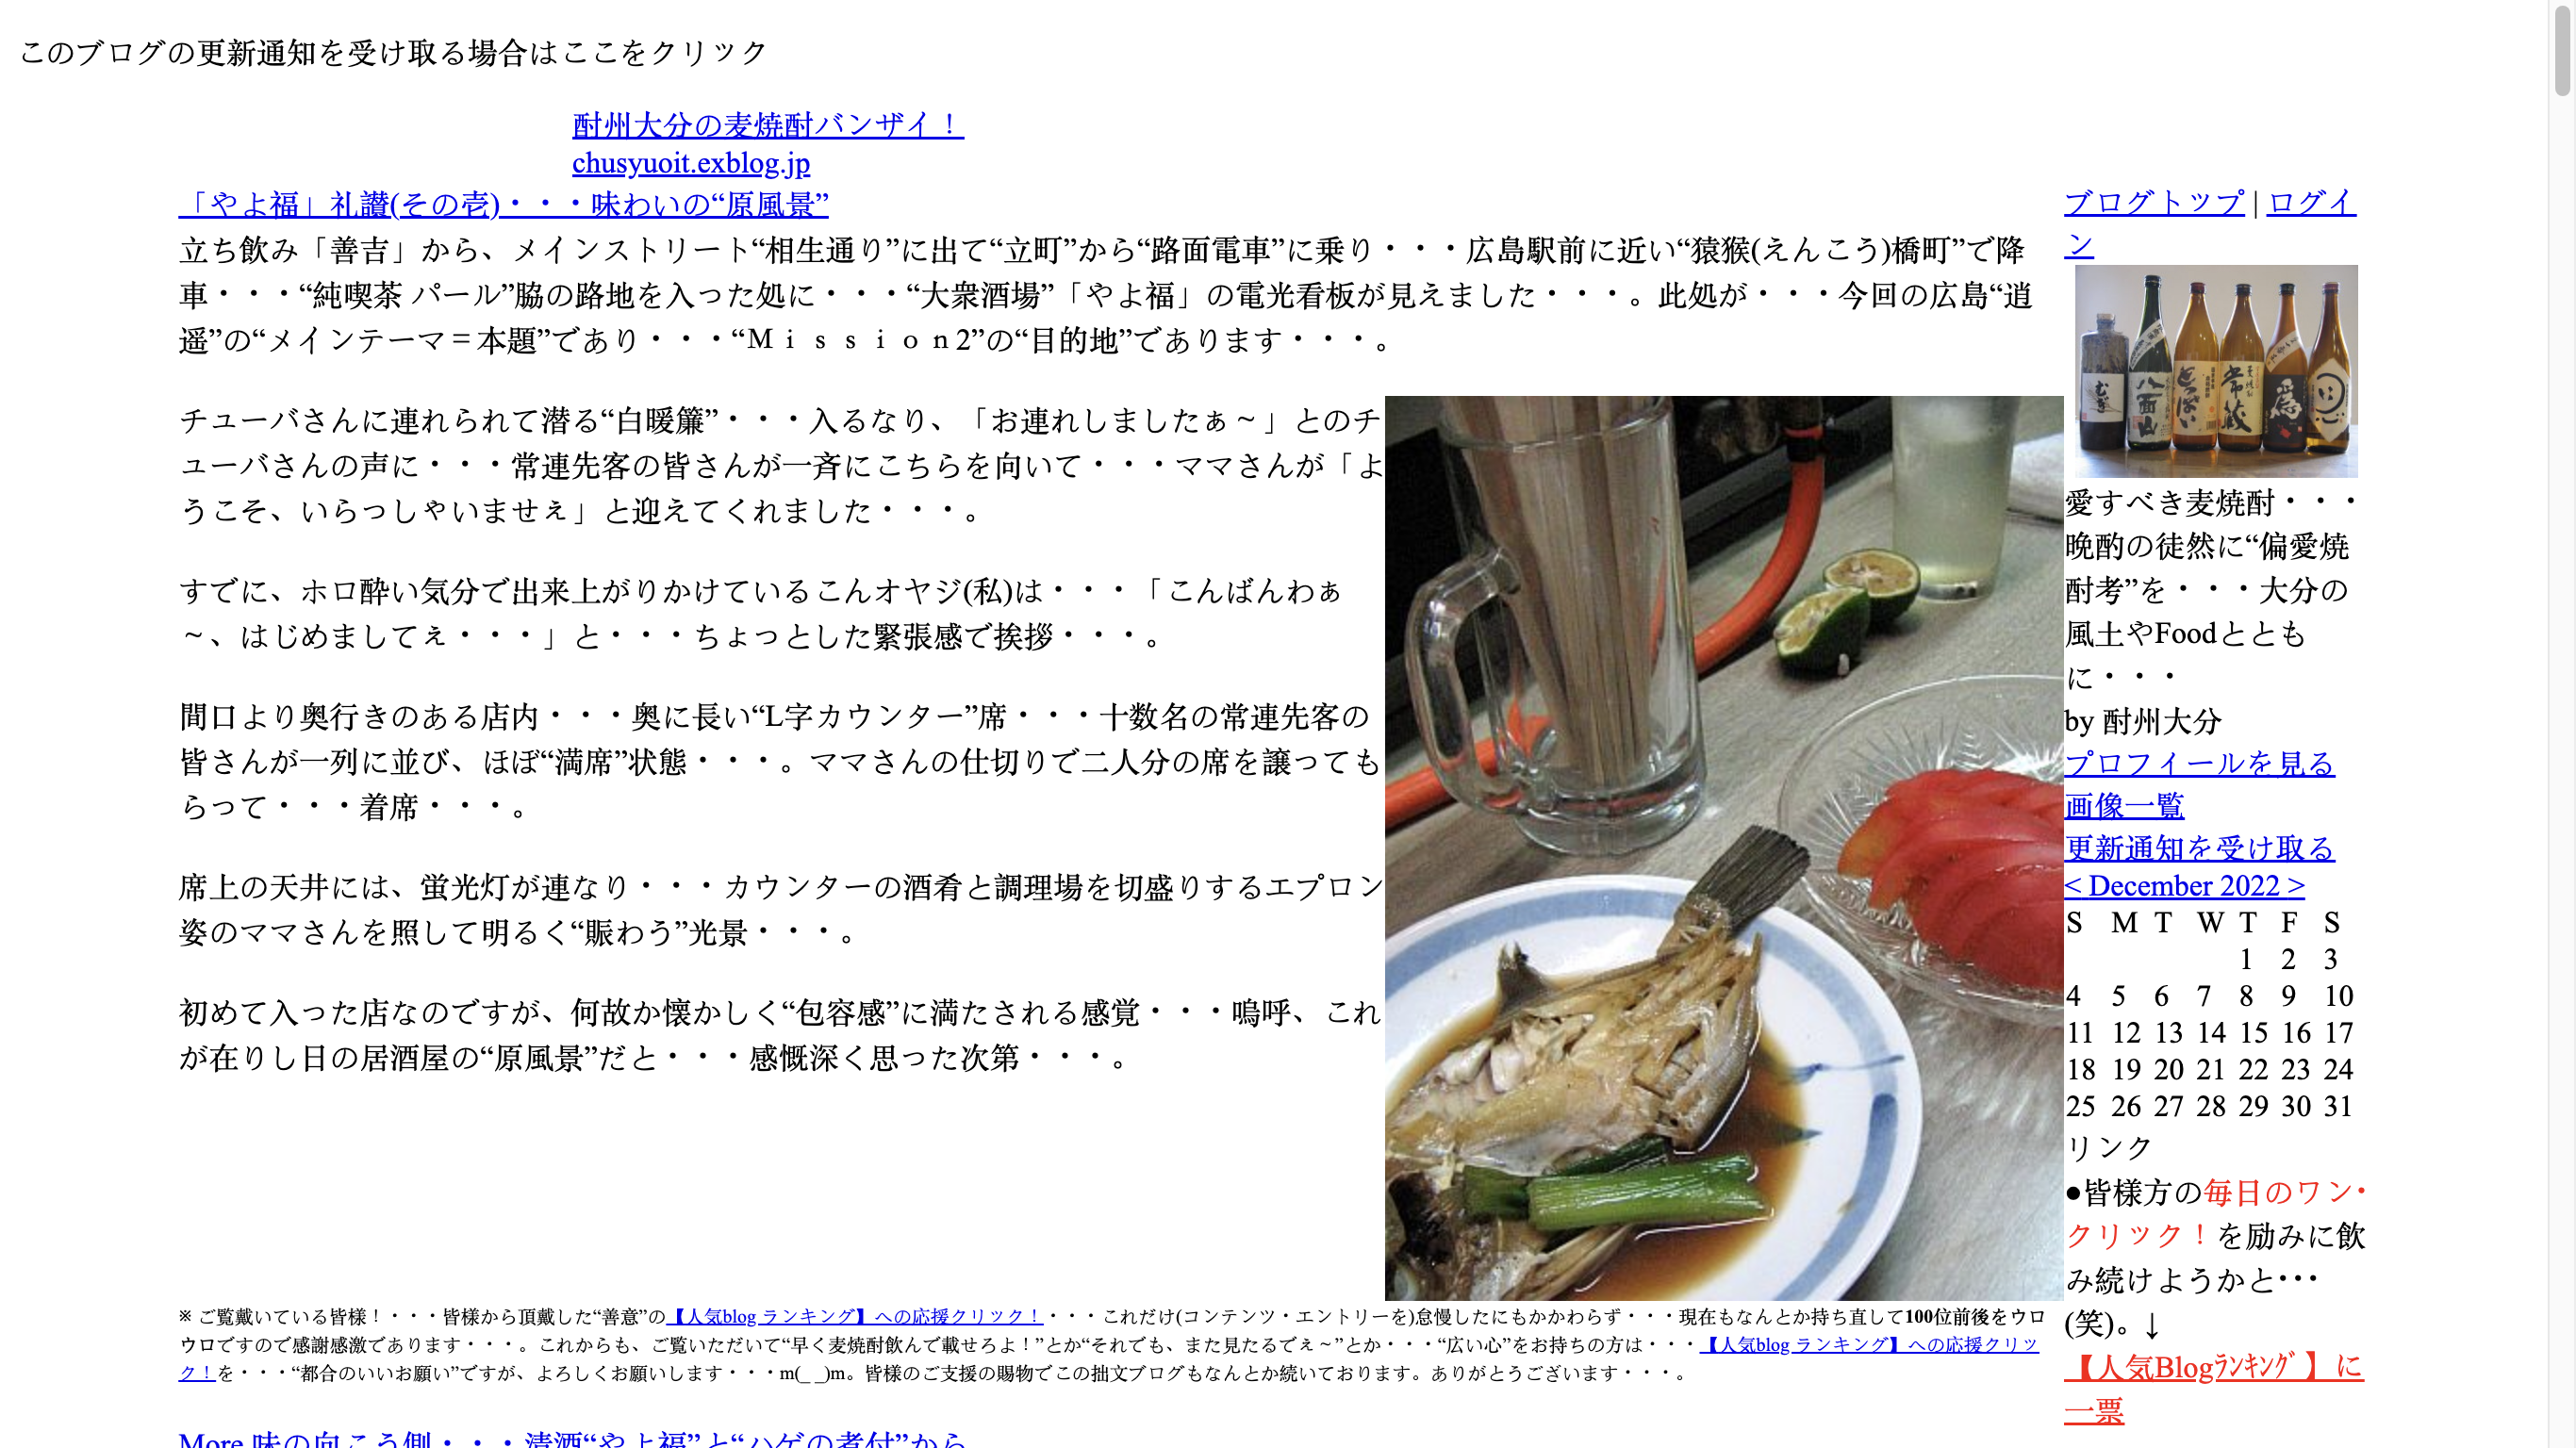 このブログの更新通知を受け取る場合はここをクリック
酎州大分の麦焼酎バンザイ！
chusyuoit.exblog.jp
「やよ福」礼讃(その壱)・・・味わいの“原風景”
立ち飲み「善吉」から、メインストリート“相生通り”に出て“立町”から“路面電車”に乗り・・・広島駅前に近い“猿猴(えんこう)橋町”で降
車・・・“純喫茶 パール”脇の路地を入った処に・・・“大衆酒場”「やよ福」の電光看板が見えました・・・。此処が・・・今回の広島“逍
遥”の“メインテーマ＝本題”であり・・・“Ｍｉｓｓｉｏｎ2”の“目的地”であります・・・。
チューバさんに連れられて潜る“白暖簾”・・・入るなり、「お連れしましたぁ～」とのチ
ューバさんの声に・・・常連先客の皆さんが一斉にこちらを向いて・・・ママさんが「よ
うこそ、いらっしゃいませぇ」と迎えてくれました・・・。
すでに、ホロ酔い気分で出来上がりかけているこんオヤジ(私)は・・・「こんばんわぁ
～、はじめましてぇ・・・」と・・・ちょっとした緊張感で挨拶・・・。
間口より奥行きのある店内・・・奥に長い“L字カウンター”席・・・十数名の常連先客の
皆さんが一列に並び、ほぼ“満席”状態・・・。ママさんの仕切りで二人分の席を譲っても
らって・・・着席・・・。
席上の天井には、蛍光灯が連なり・・・カウンターの酒肴と調理場を切盛りするエプロン
姿のママさんを照して明るく“賑わう”光景・・・。
初めて入った店なのですが、何故か懐かしく“包容感”に満たされる感覚・・・嗚呼、これ
が在りし日の居酒屋の“原風景”だと・・・感慨深く思った次第・・・。
※ ご覧戴いている皆様！・・・皆様から頂戴した“善意”の【人気blog ランキング】への応援クリック！・・・これだけ(コンテンツ・エントリーを)怠慢したにもかかわらず・・・現在もなんとか持ち直して100位前後をウロ
ウロですので感謝感激であります・・・。これからも、ご覧いただいて“早く麦焼酎飲んで載せろよ！”とか“それでも、また見たるでぇ～”とか・・・“広い心”をお持ちの方は・・・【人気blog ランキング】への応援クリッ
ク！を・・・“都合のいいお願い”ですが、よろしくお願いします・・・m(_ _)m。皆様のご支援の賜物でこの拙文ブログもなんとか続いております。ありがとうございます・・・。
More 味の向こう側・・・清酒“やよ福”と“ハゲの煮付”から
ブログトップ | ログイ
ン
むぎ
八面山
とっぱい
常蔵
愛すべき麦焼酎・・・
晩酌の徒然に“偏愛焼
酎考”を・・・大分の
風土やFoodととも
に・・・
by 酎州大分
プロフィールを見る
画像一覧
更新通知を受け取る
< December 2022 >
S M T W T F S
1 2 3
4 5 6 7 8 9 10
11 12 13 14 15 16 17
18 19 20 21 22 23 24
25 26 27 28 29 30 31
リンク
●皆様方の毎日のワン・
クリック！を励みに飲
み続けようかと･･･
(笑)。↓
【人気Blogﾗﾝｷﾝｸﾞ】に
一票